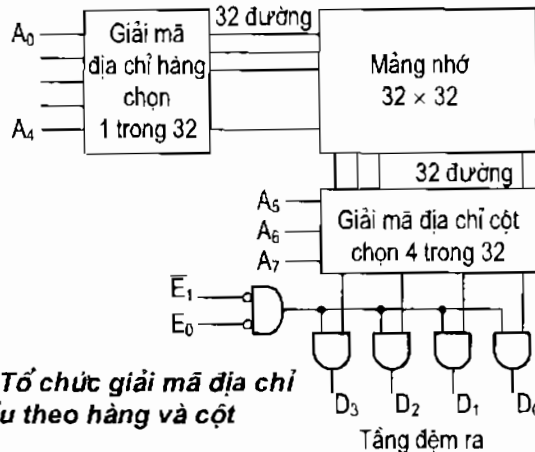 32 đường
A₀
Giải mã
địa chỉ hàng
chọn
1 trong 32
A₄
Mảng nhớ
32 × 32
32 đường
A₅
A₆
A₇
Giải mã địa chỉ cột
chọn 4 trong 32
E̅₁
E₀
D₃ D₂ D₁
Tổ chức giải mã địa chỉ
theo hàng và cột
Tầng đệm ra